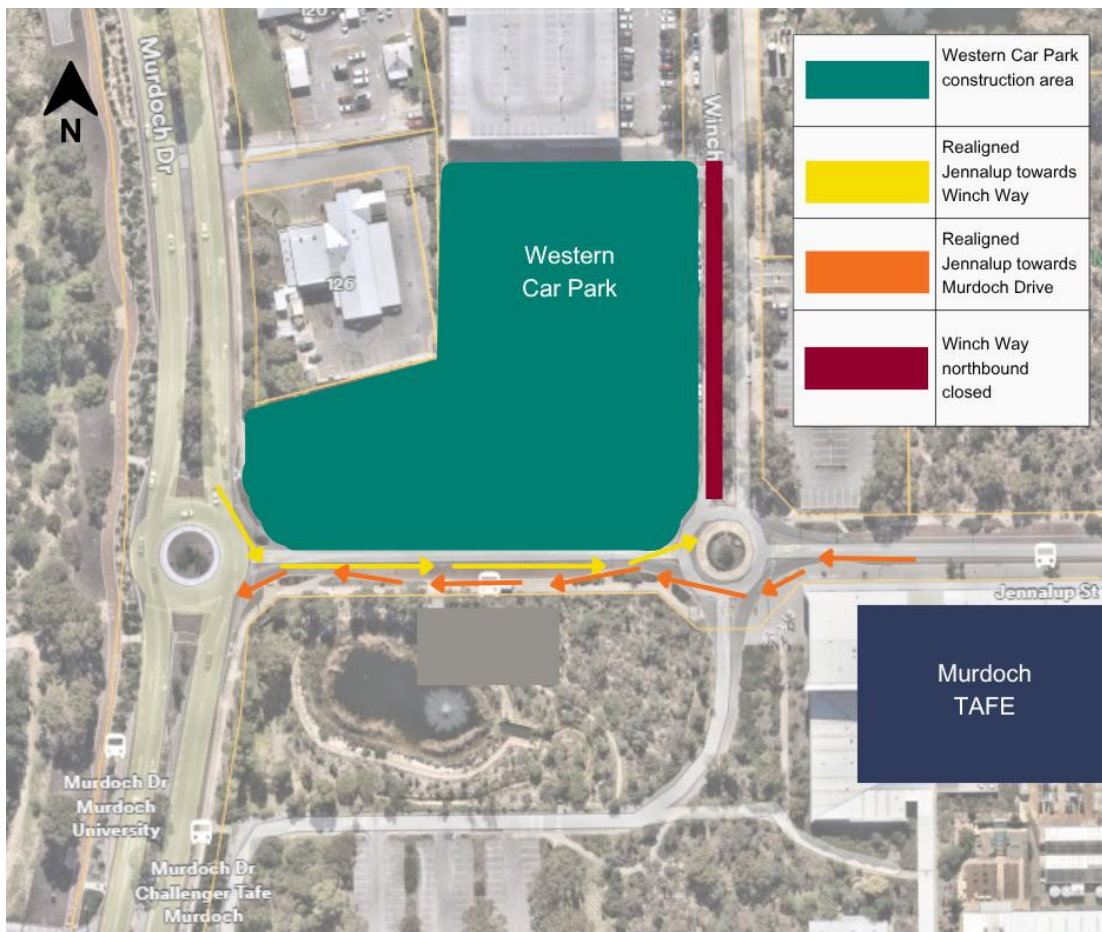 Murdoch Dr
N
Winch
126
Western
Car Park
Western Car Park
construction area
Realigned
Jennalup towards
Winch Way
Realigned
Jennalup towards
Murdoch Drive
Winch Way
northbound
closed
Jennalup St
Murdoch
TAFE
Murdoch Dr
Murdoch
University
Murdoch Dr
Challenger Tafe
Murdoch